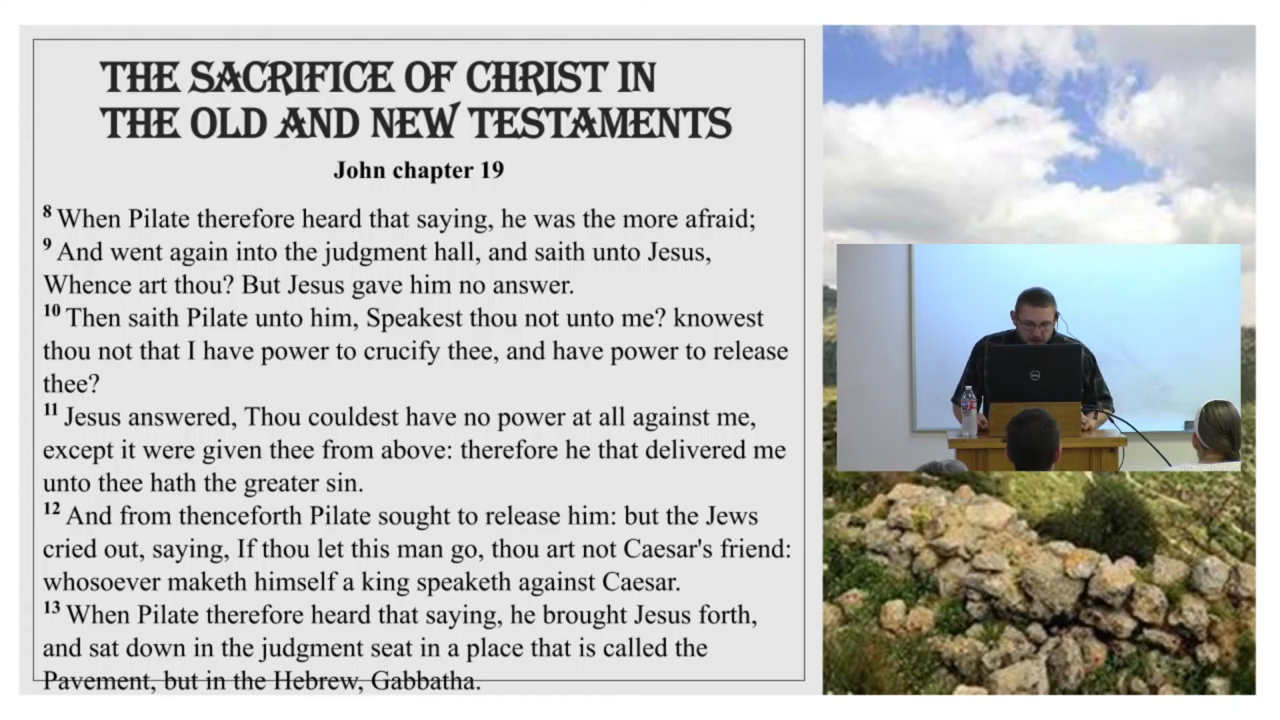 THE SACRIFICE OF CHRIST IN
THE OLD AND NEW TESTAMENTS
John chapter 19
8 When Pilate therefore heard that saying, he was the more afraid;
9 And went again into the judgment hall, and saith unto Jesus,
Whence art thou? But Jesus gave him no answer.
10 Then saith Pilate unto him, Speakest thou not unto me? knowest
thou not that I have power to crucify thee, and have power to release
thee?
11 Jesus answered, Thou couldest have no power at all against me,
except it were given thee from above: therefore he that delivered me
unto thee hath the greater sin.
12 And from thenceforth Pilate sought to release him: but the Jews
cried out, saying, If thou let this man go, thou art not Caesar's friend:
whosoever maketh himself a king speaketh against Caesar.
13 When Pilate therefore heard that saying, he brought Jesus forth,
and sat down in the judgment seat in a place that is called the
Pavement, but in the Hebrew, Gabbatha.
DELL